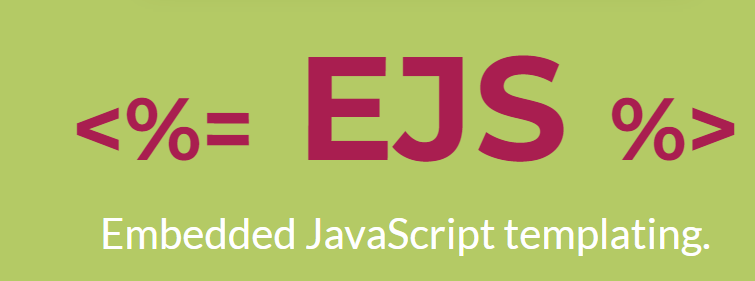 <%= EJS %>
Embedded JavaScript templating.